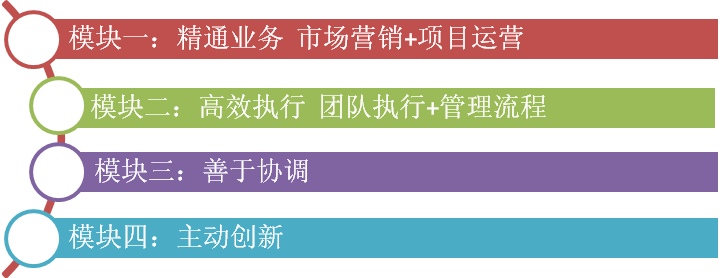 模块一：精通业务 市场营销+项目运营
模块二：高效执行 团队执行+管理流程
模块三：善于协调
模块四：主动创新